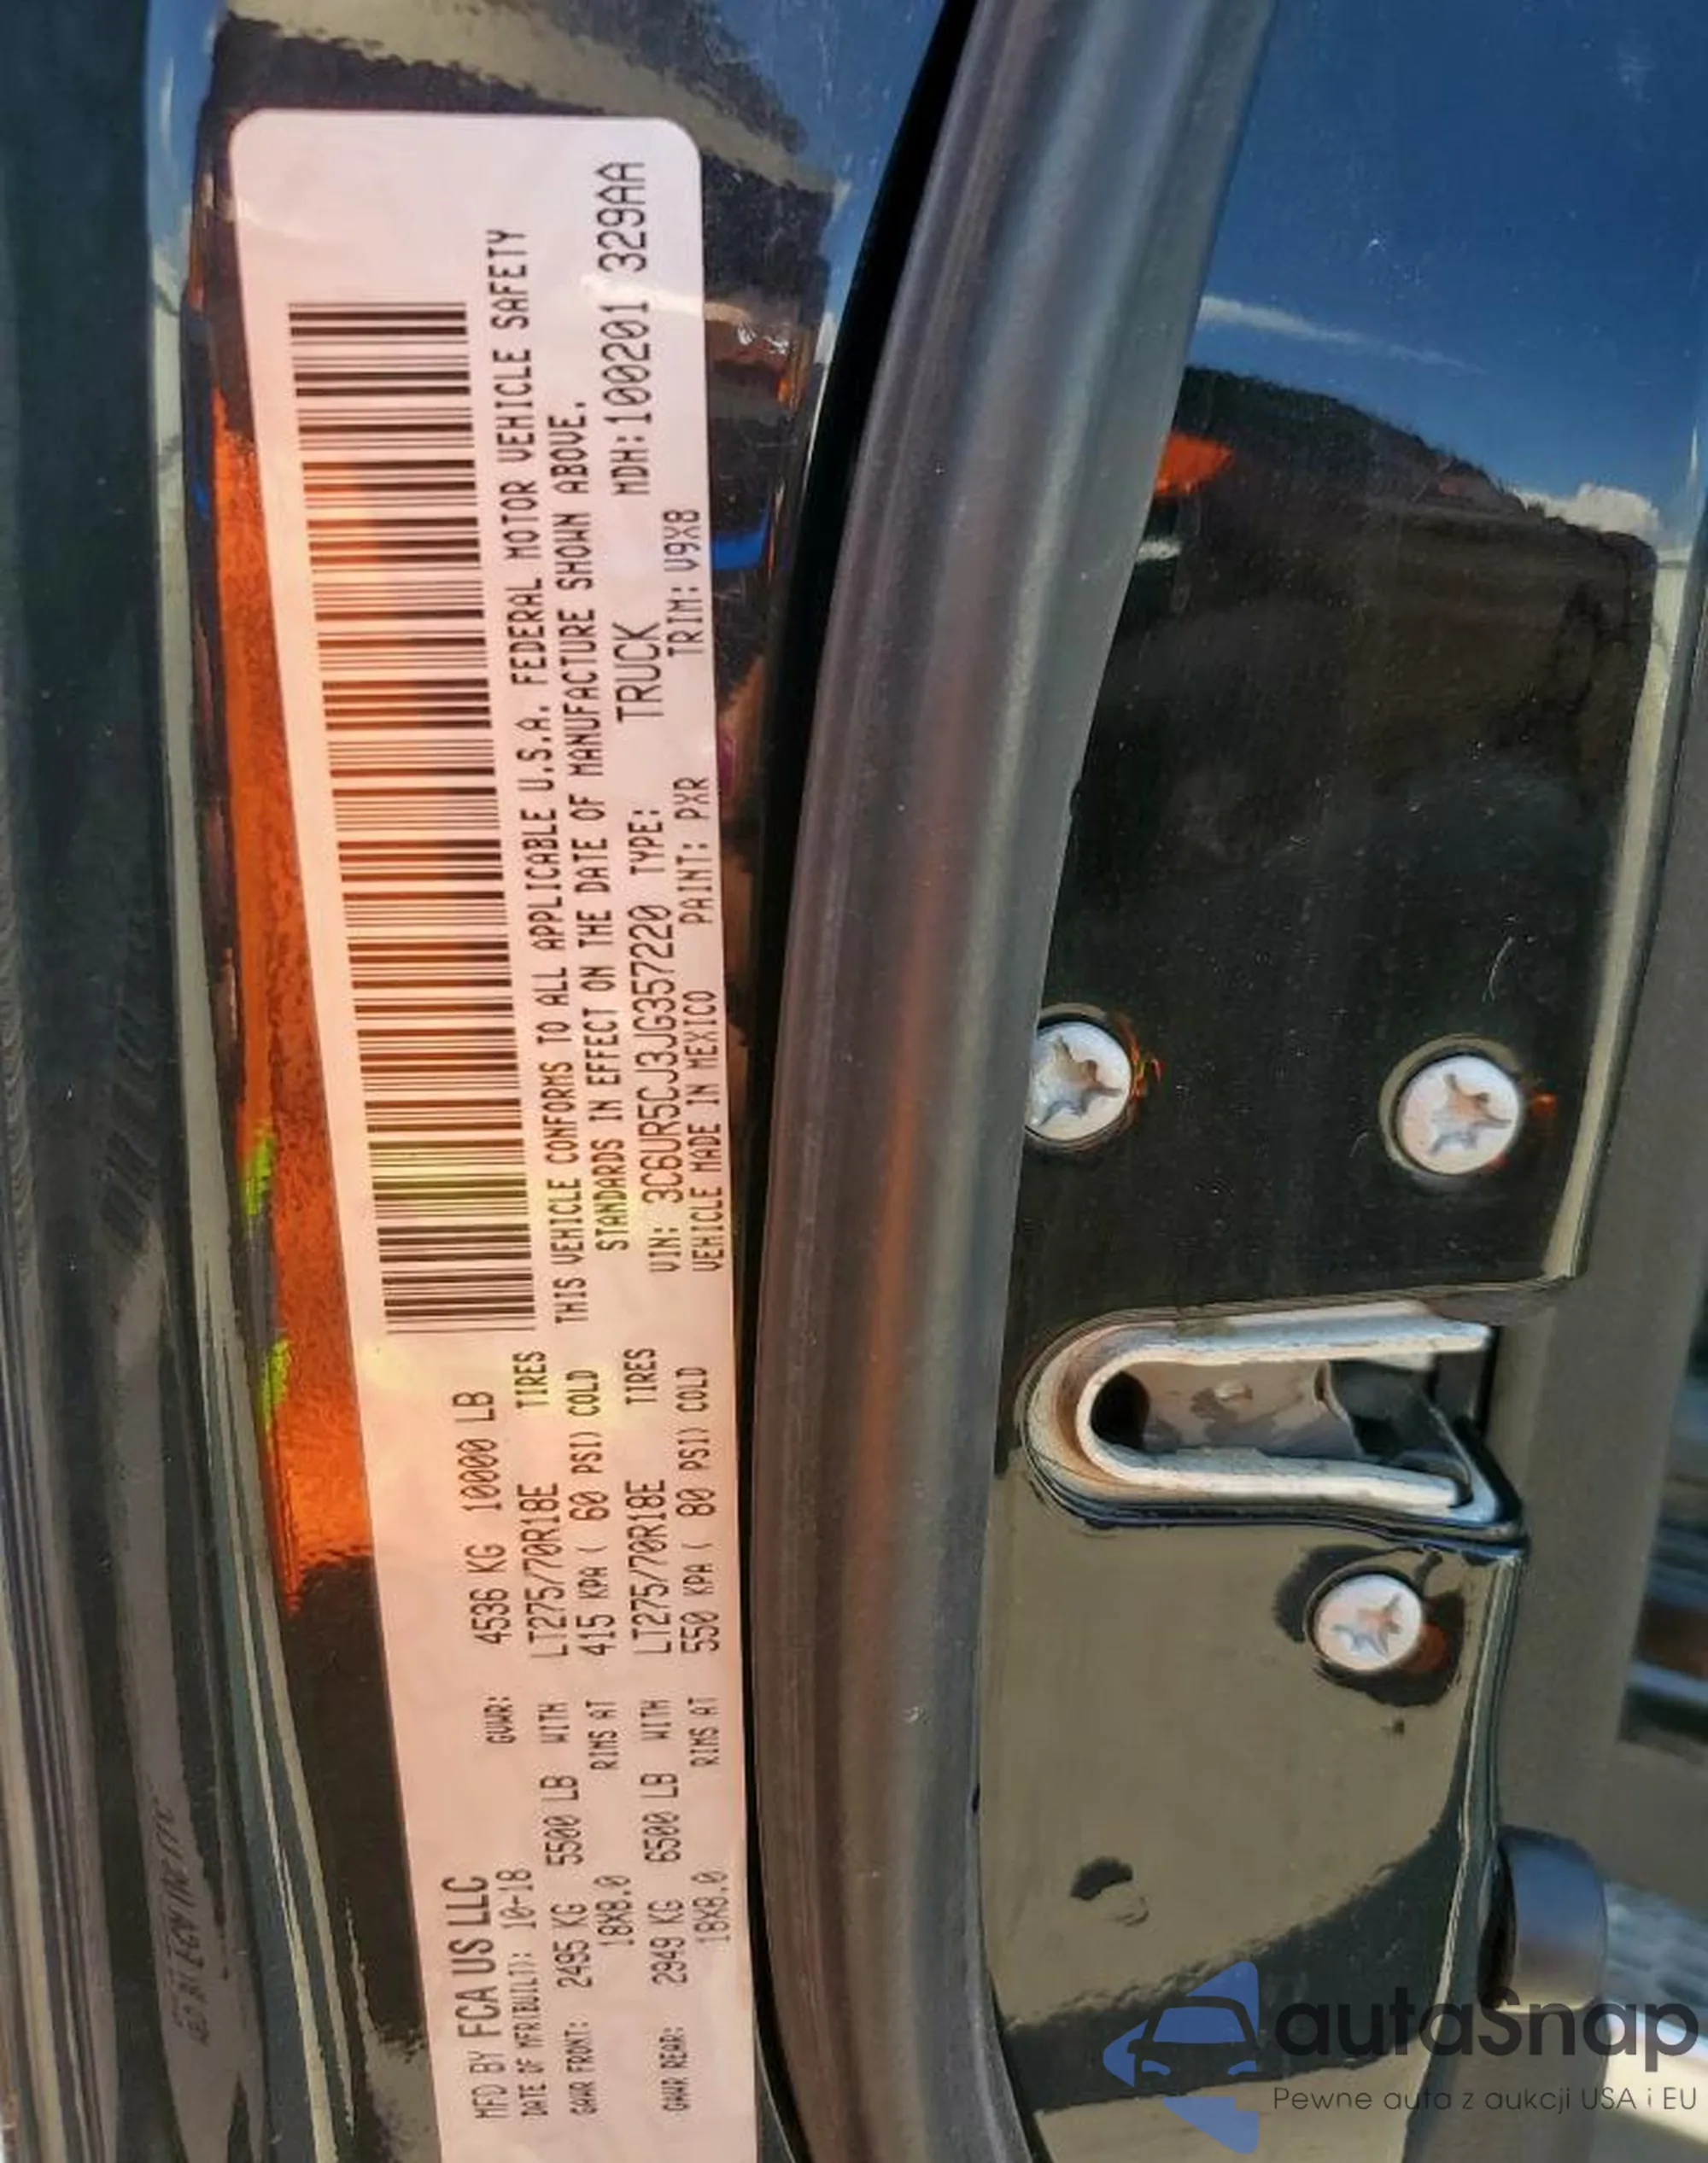 MFD BY FCA US LLC
DATE OF MFR(BUILT): 10-18
GVWR: 4536 KG 10000 LB
GAWR FRONT: 2495 KG 5500 LB WITH LT275/70R18E TIRES
18X8.0 RIMS AT 415 KPA ( 60 PSI) COLD
GAWR REAR: 2949 KG 6500 LB WITH LT275/70R18E TIRES
18X8.0 RIMS AT 550 KPA ( 80 PSI) COLD
THIS VEHICLE CONFORMS TO ALL APPLICABLE U.S.A. FEDERAL MOTOR VEHICLE SAFETY
STANDARDS IN EFFECT ON THE DATE OF MANUFACTURE SHOWN ABOVE.
VIN: 3C6UR5CJ3JG357220 TYPE: TRUCK MDH:100201 329AA
VEHICLE MADE IN MEXICO PAINT: PXR TRIM: V9X8
autaSnap
Pewne auta z aukcji USA i EU